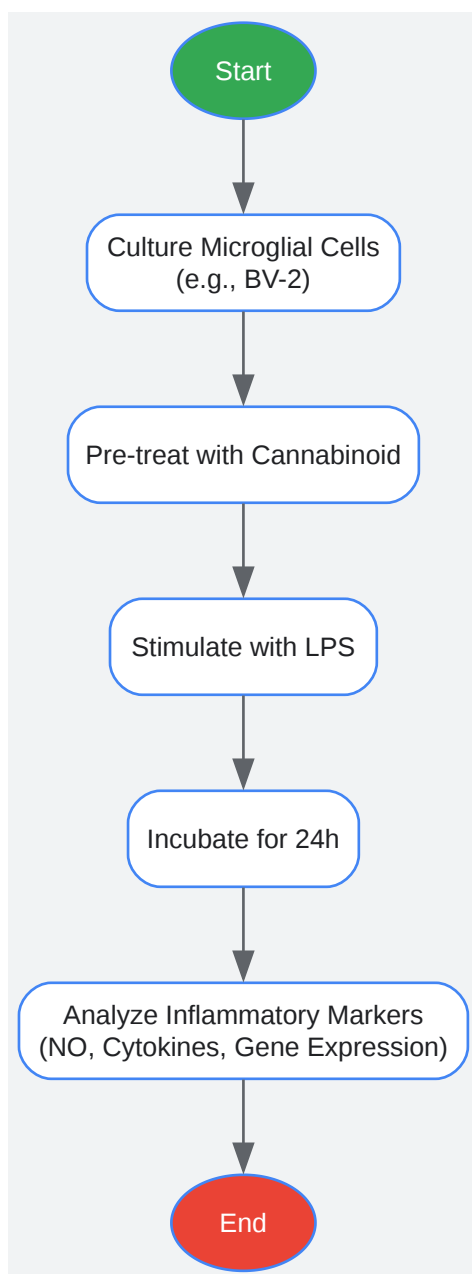 Start
Culture Microglial Cells
(e.g., BV-2)
Pre-treat with Cannabinoid
Stimulate with LPS
Incubate for 24h
Analyze Inflammatory Markers
(NO, Cytokines, Gene Expression)
End